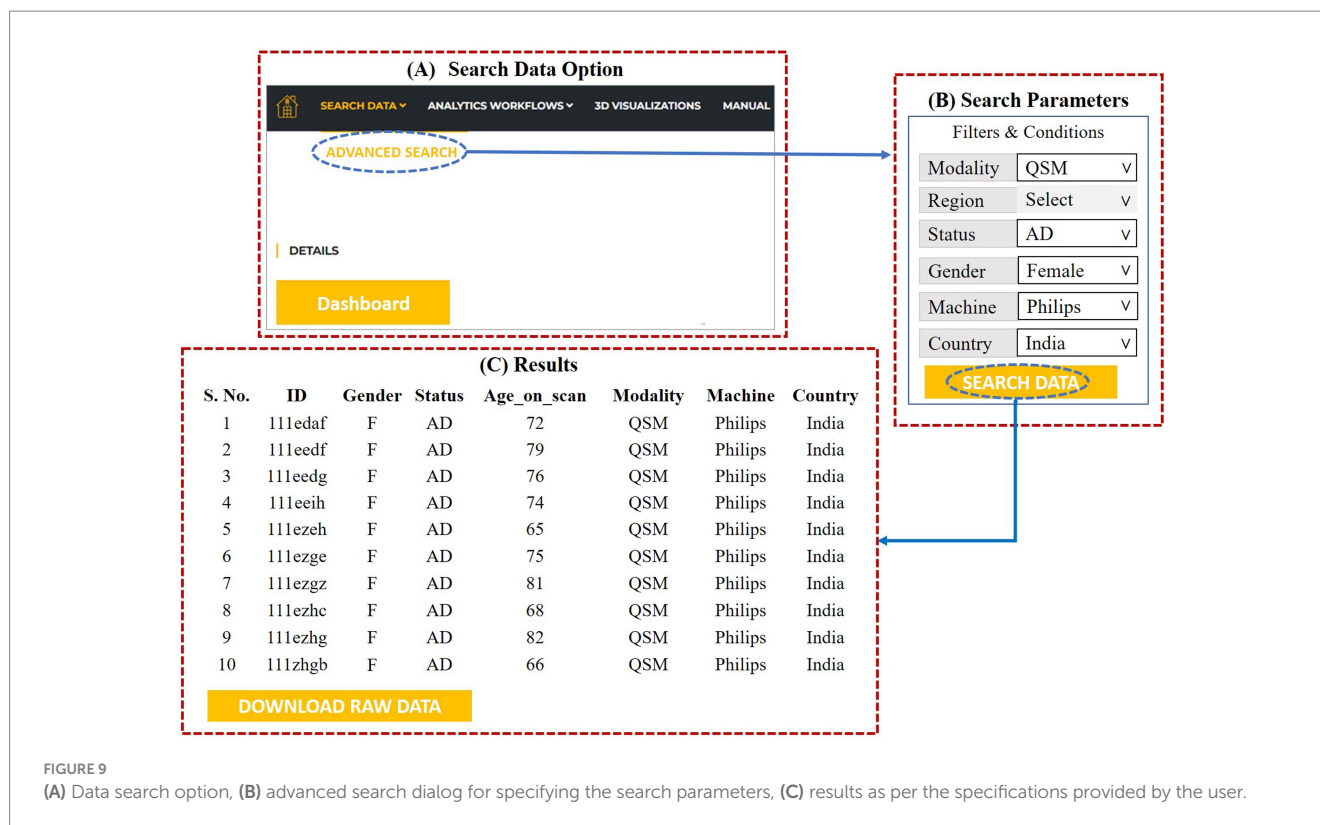 (A) Search Data Option
SEARCH DATA ANALYTICS WORKFLOWS 3D VISUALIZATIONS MANUAL
ADVANCED SEARCH
DETAILS
Dashboard
(B) Search Parameters
Filters & Conditions
Modality QSM V
Region Select V
Status AD V
Gender Female V
Machine Philips V
Country India V
SEARCH DATA
(C) Results
S. No. ID Gender Status Age_on_scan Modality Machine Country
1 111edaf F AD 72 QSM Philips India
2 111eedf F AD 79 QSM Philips India
3 111eedg F AD 76 QSM Philips India
4 111eeih F AD 74 QSM Philips India
5 111ezeh F AD 65 QSM Philips India
6 111ezge F AD 75 QSM Philips India
7 111ezgz F AD 81 QSM Philips India
8 111ezhc F AD 68 QSM Philips India
9 111ezhg F AD 82 QSM Philips India
10 111zhgb F AD 66 QSM Philips India
DOWNLOAD RAW DATA
FIGURE 9
(A) Data search option, (B) advanced search dialog for specifying the search parameters, (C) results as per the specifications provided by the user.